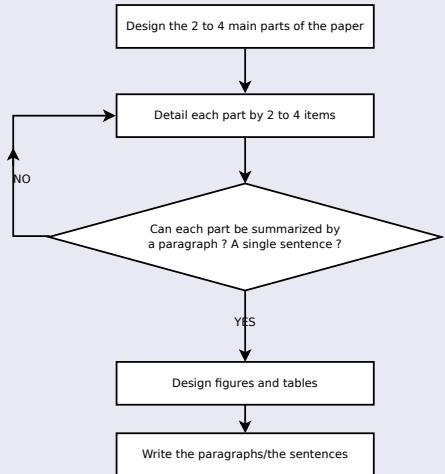 Design the 2 to 4 main parts of the paper
Detail each part by 2 to 4 items
NO
Can each part be summarized by
a paragraph ? A single sentence ?
YES
Design figures and tables
Write the paragraphs/the sentences